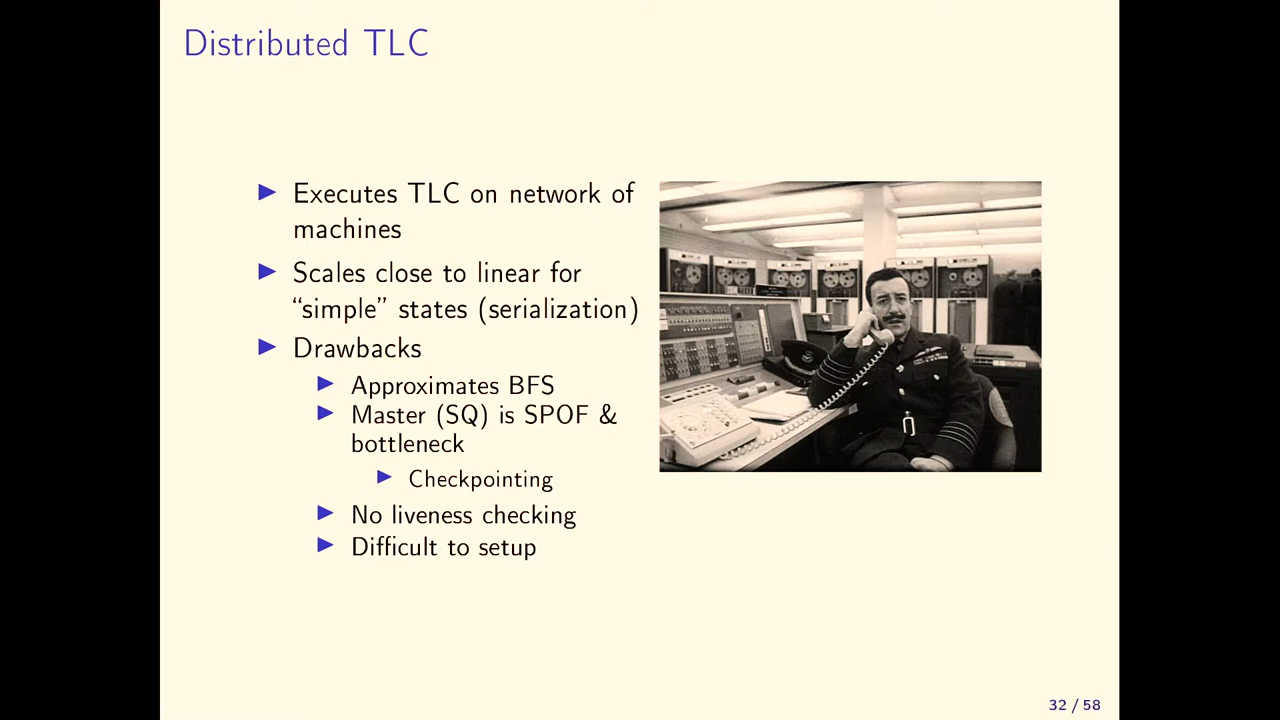 Distributed TLC
Executes TLC on network of
machines
Scales close to linear for
“simple” states (serialization)
Drawbacks
Approximates BFS
Master (SQ) is SPOF &
bottleneck
Checkpointing
No liveness checking
Difficult to setup
32 / 58